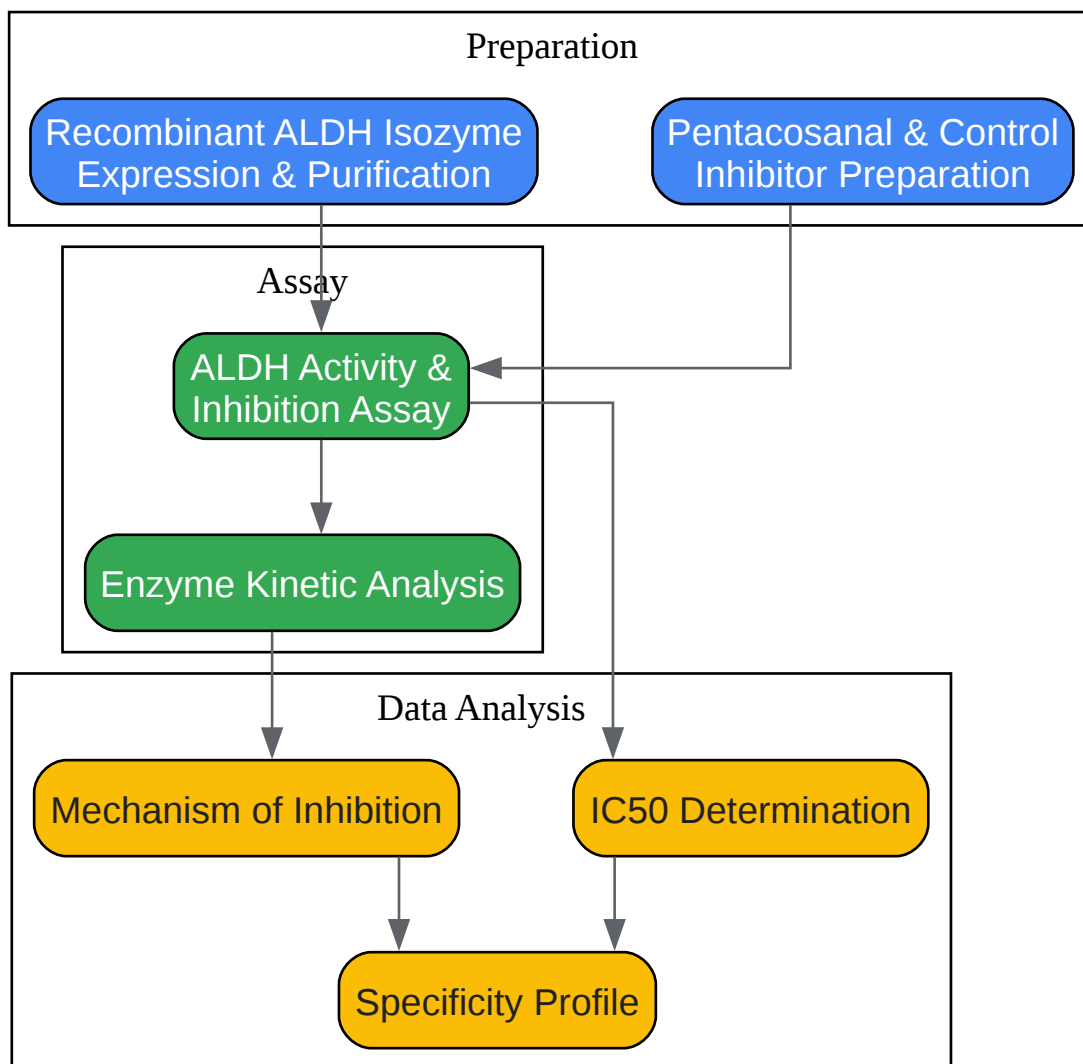 Preparation
Recombinant ALDH Isozyme
Expression & Purification
Pentacosanal & Control
Inhibitor Preparation
Assay
ALDH Activity &
Inhibition Assay
Enzyme Kinetic Analysis
Data Analysis
Mechanism of Inhibition
IC50 Determination
Specificity Profile